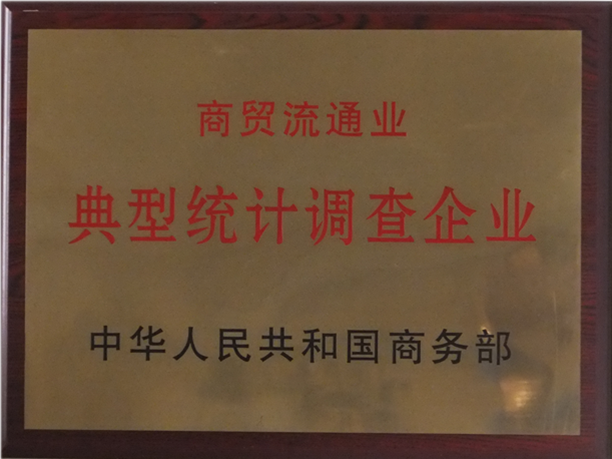 商贸流通业
典型统计调查企业
中华人民共和国商务部